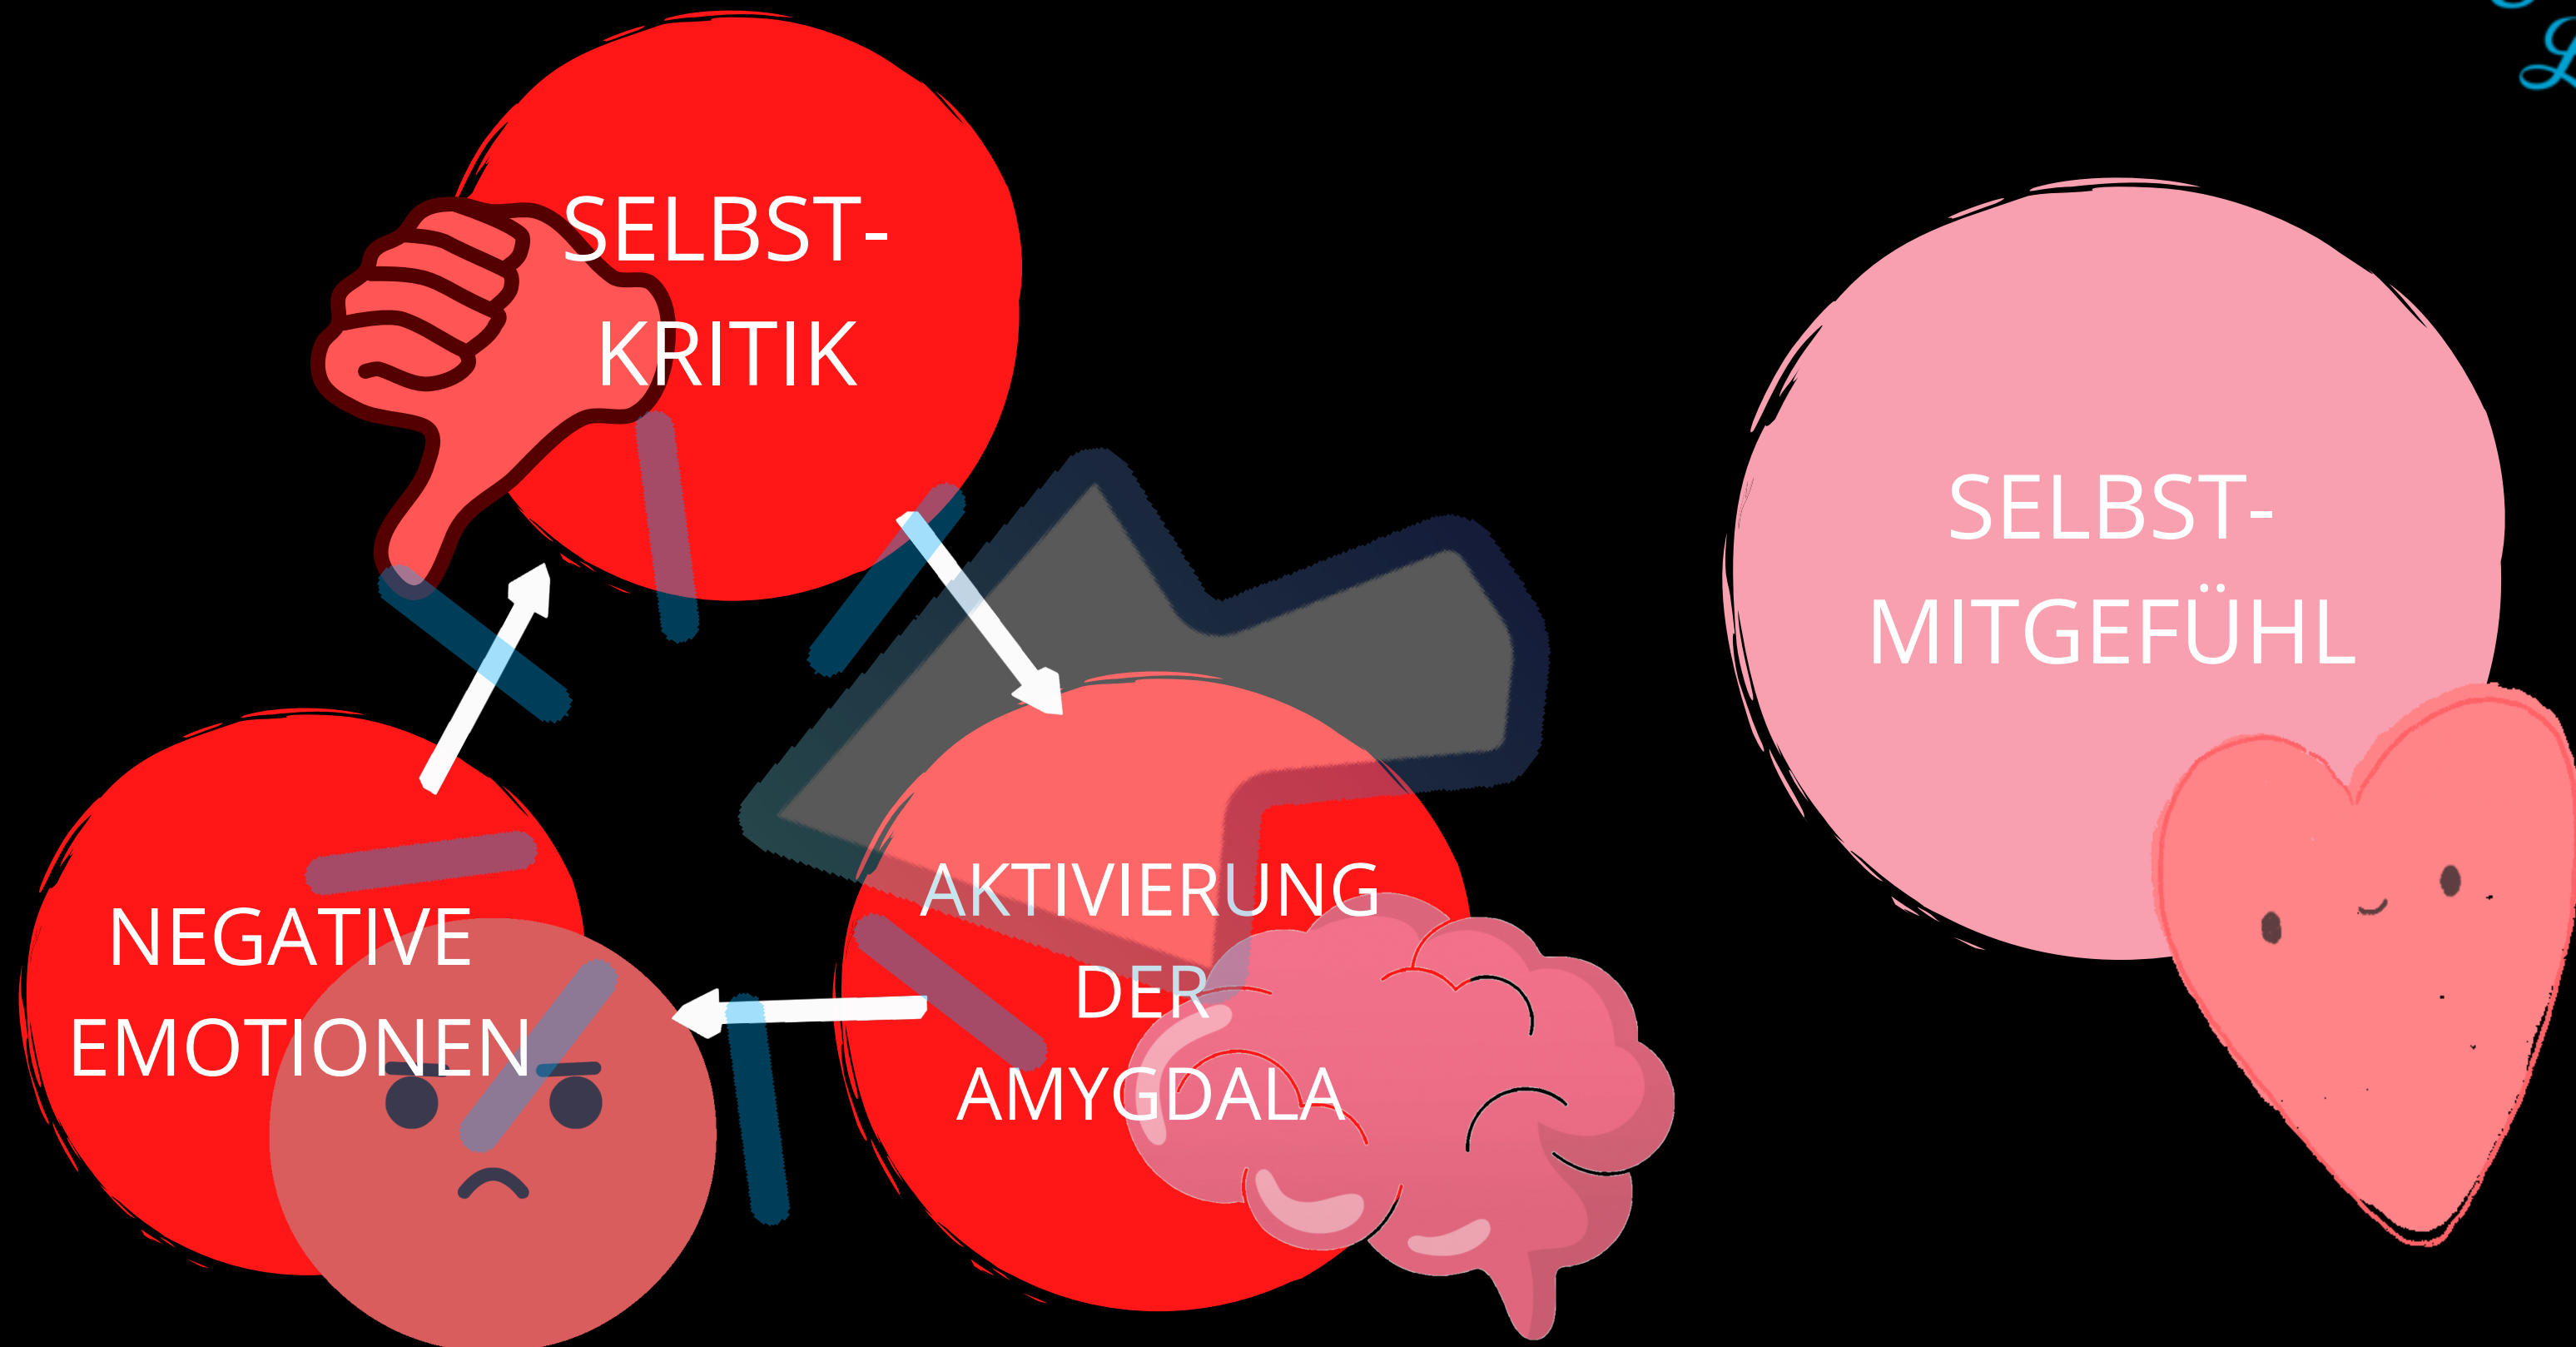 SELBST-
KRITIK
SELBST-
MITGEFÜHL
AKTIVIERUNG
DER
AMYGDALA
NEGATIVE
EMOTIONEN